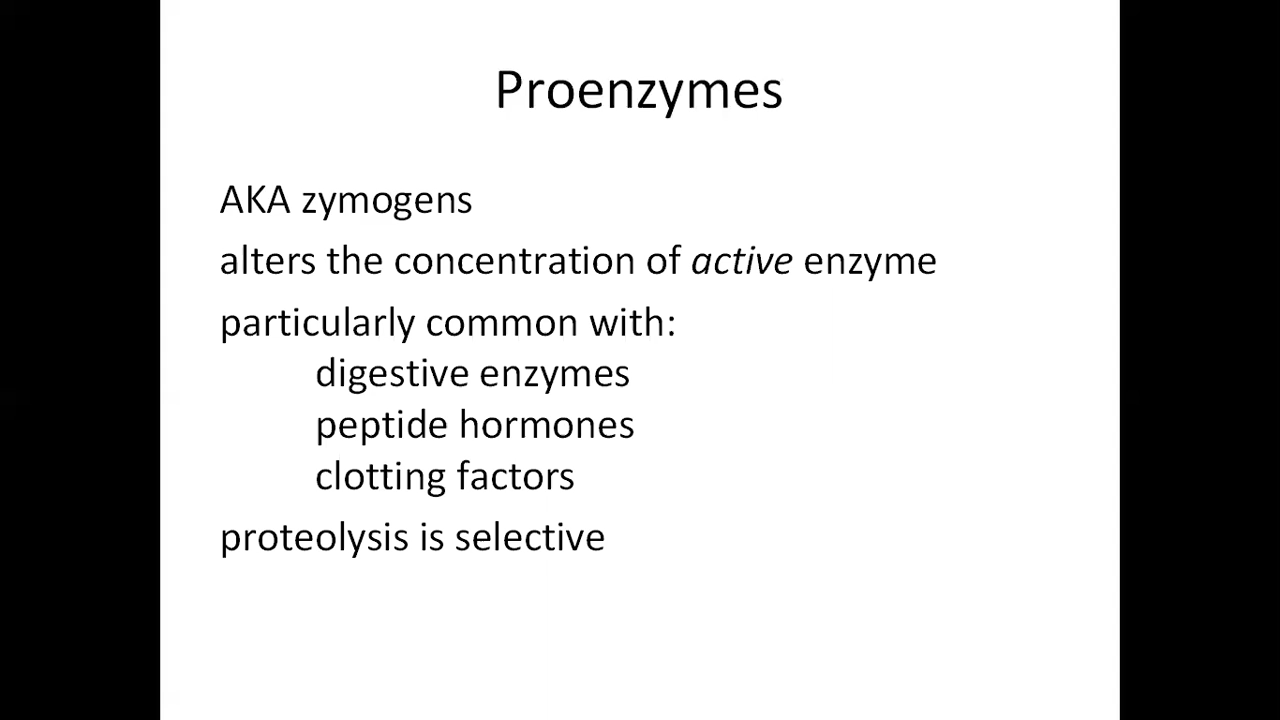 Proenzymes
AKA zymogens
alters the concentration of active enzyme
particularly common with:
digestive enzymes
peptide hormones
clotting factors
proteolysis is selective